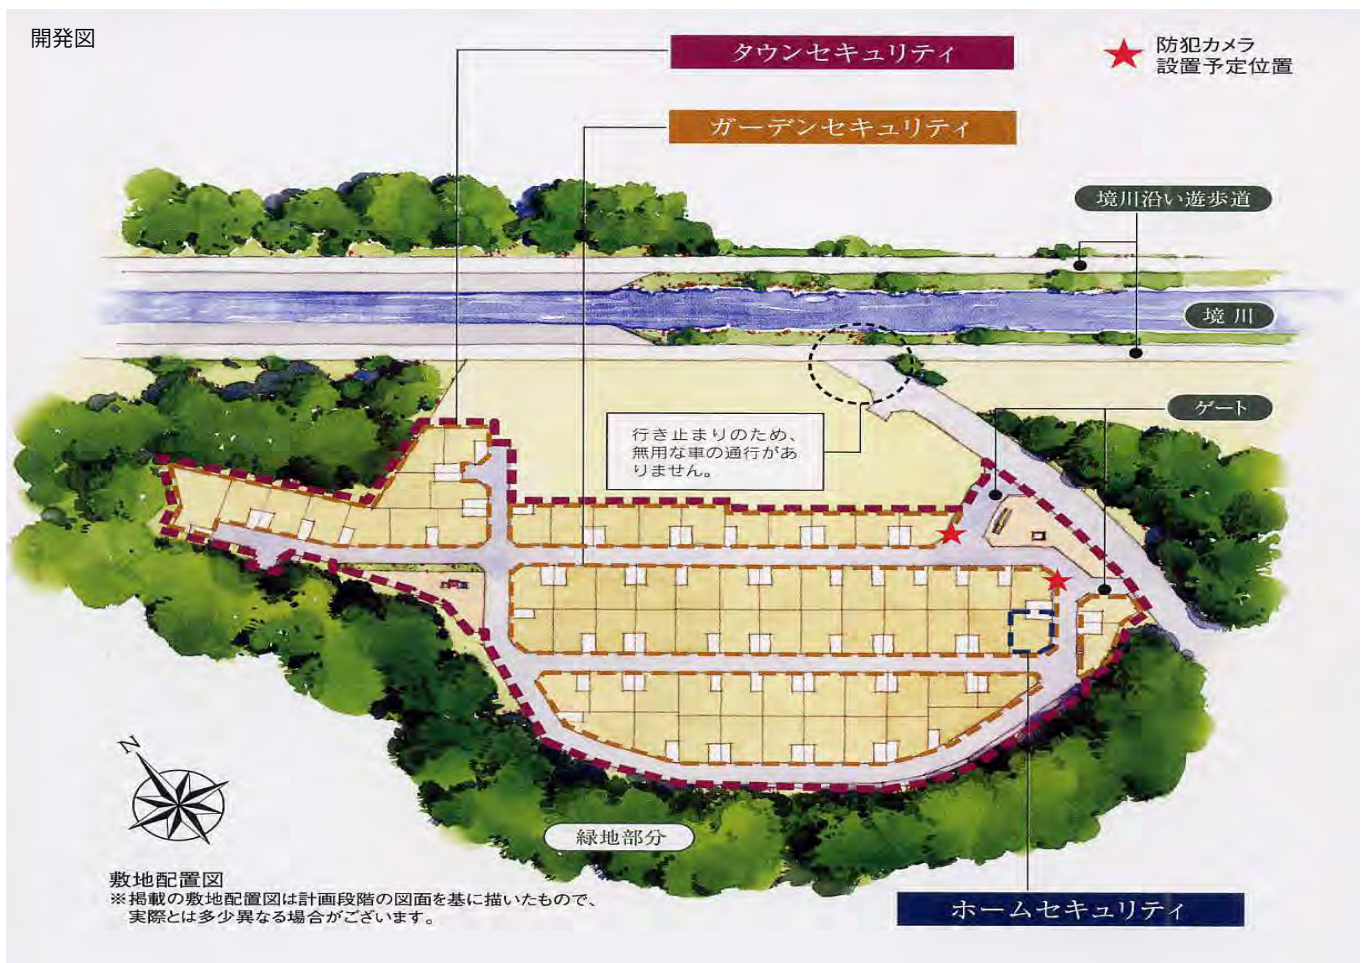 開発図
タウンセキュリティ
防犯カメラ
設置予定位置
ガーデンセキュリティ
境川沿い遊歩道
境川
ゲート
行き止まりのため、
無用な車の通行があ
りません。
N
緑地部分
敷地配置図
※掲載の敷地配置図は計画段階の図面を基に描いたもので、
実際とは多少異なる場合がございます。
ホームセキュリティ